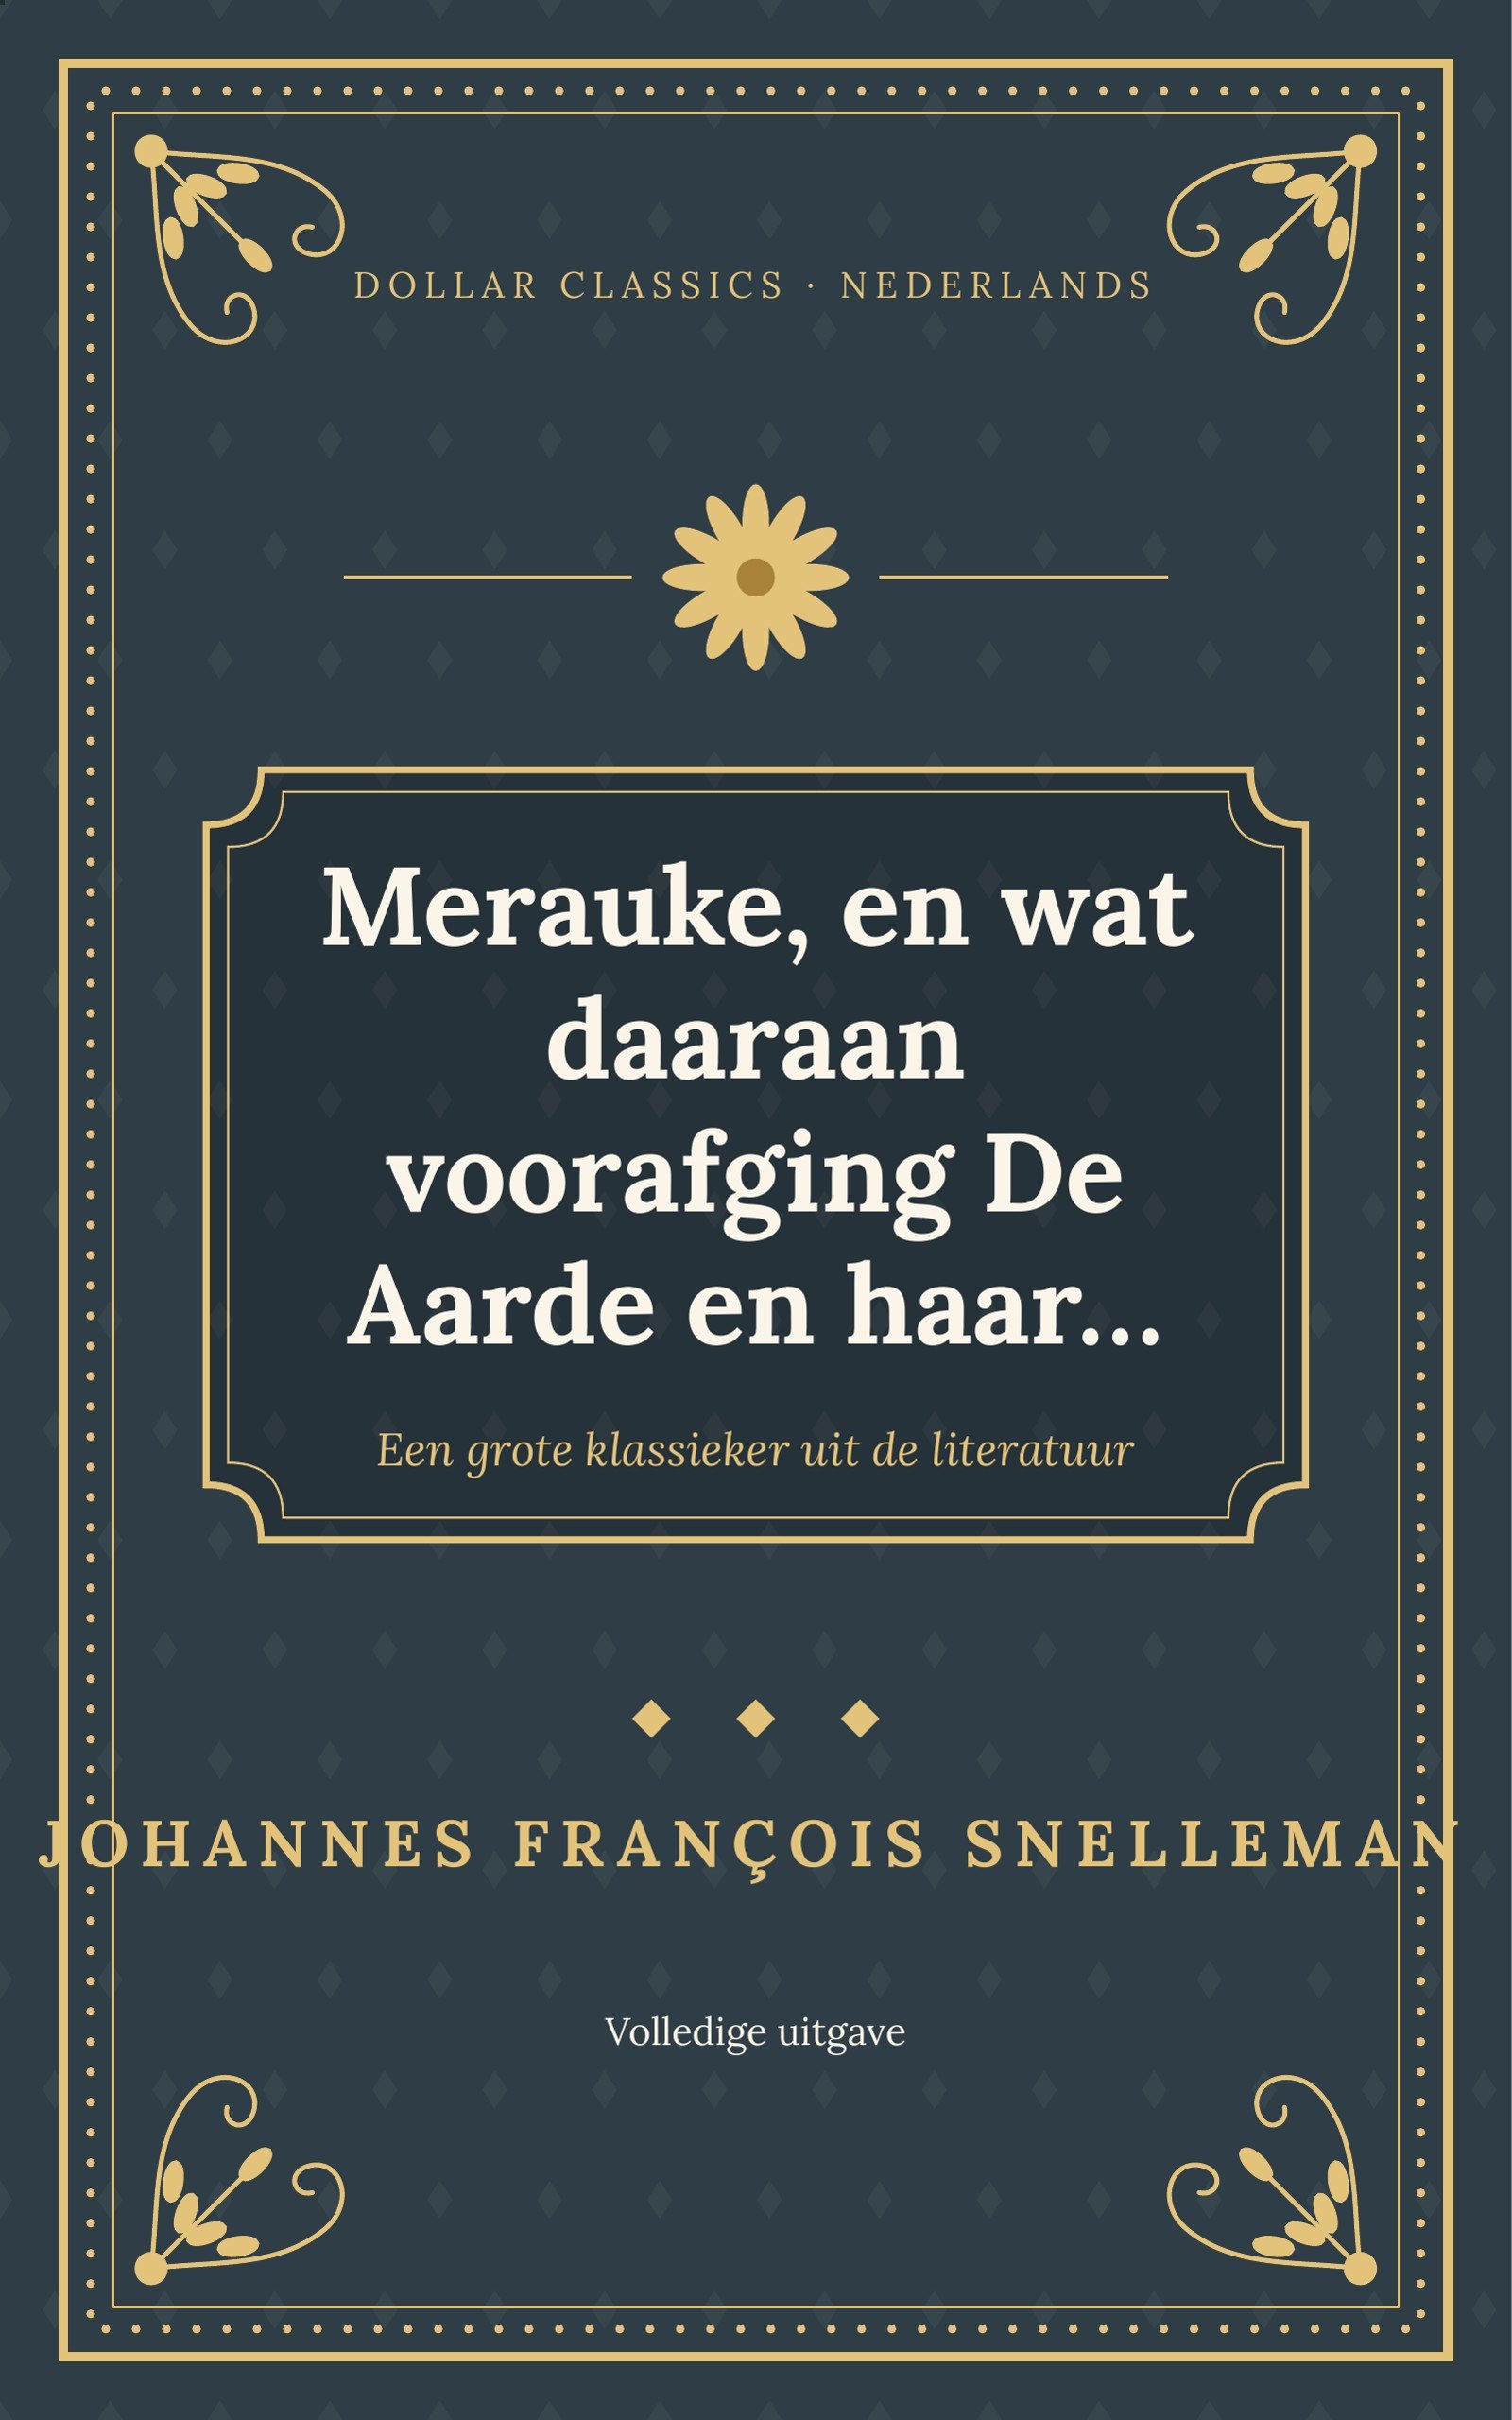 DOLLAR CLASSICS · NEDERLANDS
Merauke, en wat
daaraan
voorafging De
Aarde en haar...
Een grote klassieker uit de literatuur
JOHANNES FRANÇOIS SNELLEMAN
Volledige uitgave